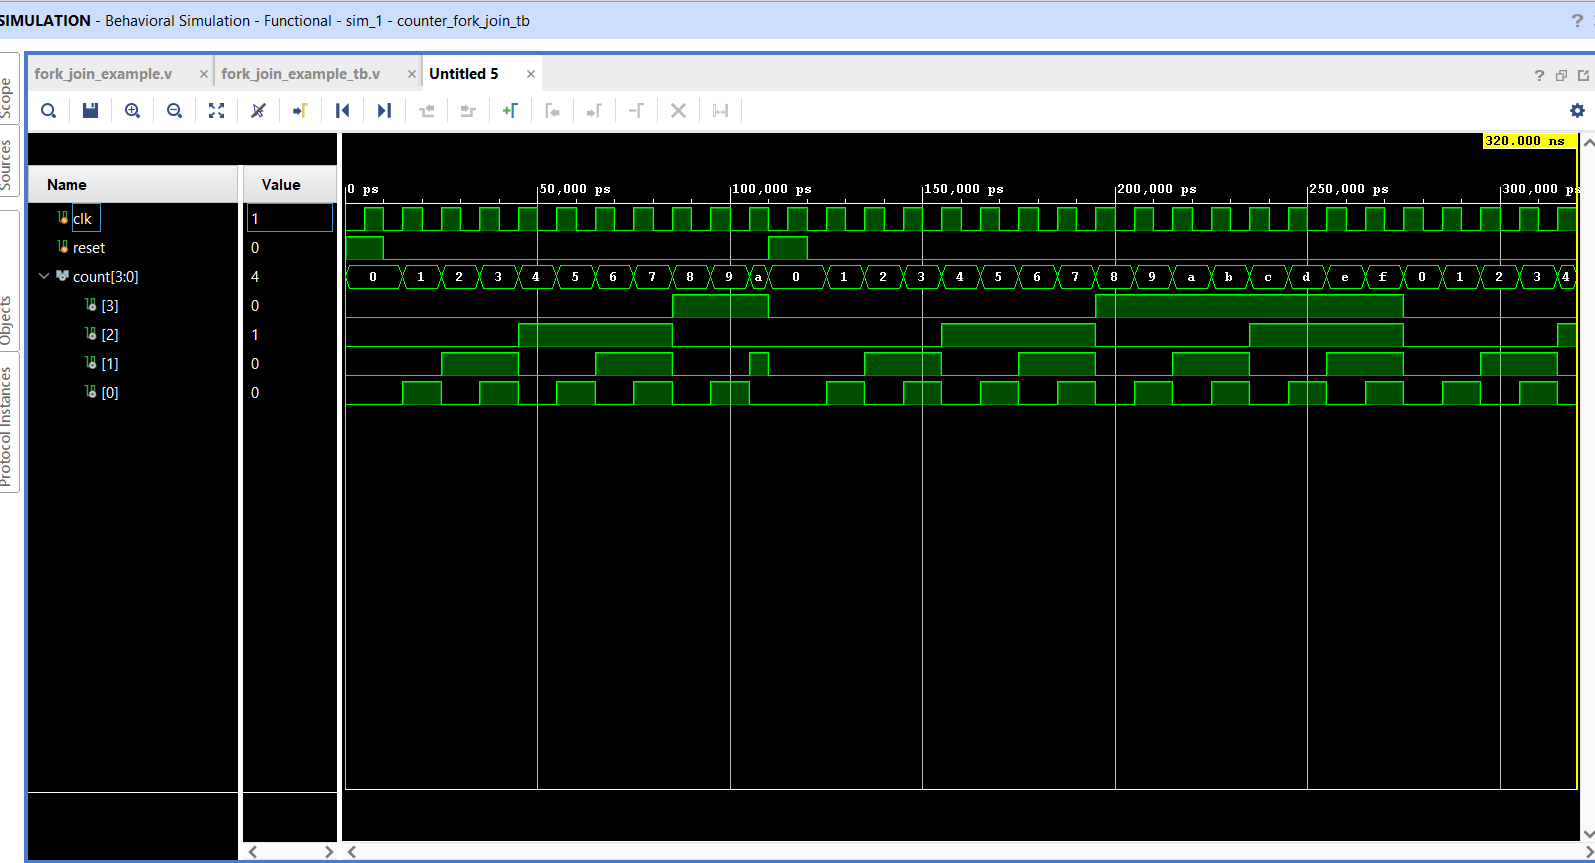 SIMULATION - Behavioral Simulation - Functional - sim_1 - counter_fork_join_tb
?
Scope
Sources
Objects
Protocol Instances
fork_join_example.v ×
fork_join_example_tb.v ×
Untitled 5 ×
?
320.000 ns
Name Value
0 ps 50,000 ps 100,000 ps 150,000 ps 200,000 ps 250,000 ps 300,000 ps
clk 1
reset 0
count[3:0] 4 0 1 2 3 4 5 6 7 8 9 a 0 1 2 3 4 5 6 7 8 9 a b c d e f 0 1 2 3 4
[3] 0
[2] 1
[1] 0
[0] 0